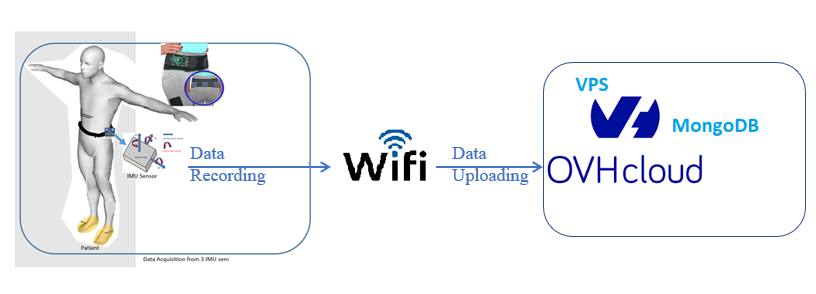 IMU Sensor
Patient
Data Acquisition from 3 IMU sen
Data
Recording
Wifi
Data
Uploading
VPS
MongoDB
OVHcloud